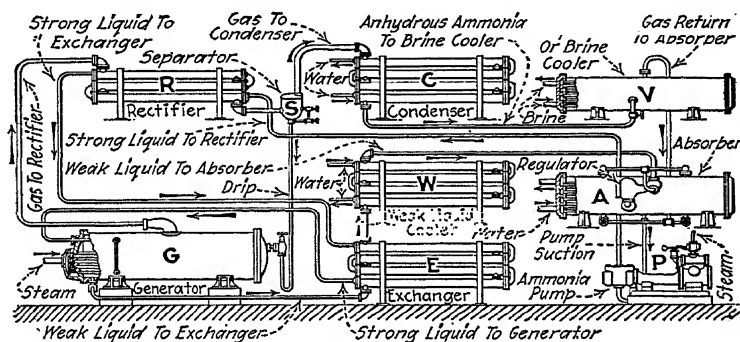 Strong Liquid To
Exchanger
Gas To
Condenser
Anhydrous Ammonia
To Brine Cooler
Gas Return
To Absorber
Separator
Or Brine
Cooler
R
Water
C
V
S
Rectifier
Condenser
Brine
Strong Liquid To Rectifier
Gas To Rectifier
Weak Liquid To Absorber
Regulator
Absorber
Drip
Water
W
A
Weak Liquid
Cooler
Water
G
Pump
Suction
P
E
Steam
Generator
Exchanger
Ammonia
Pump
Steam
Weak Liquid To Exchanger
Strong Liquid To Generator